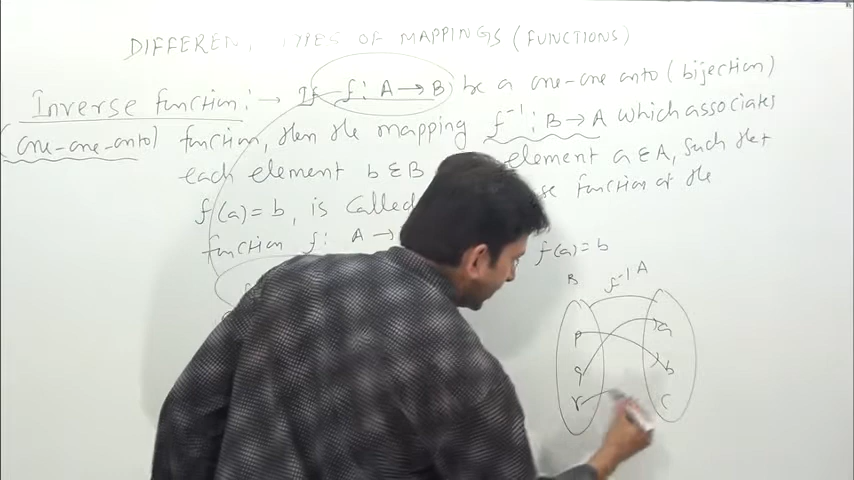 DIFFERENT TYPES OF MAPPINGS (FUNCTIONS)
Inverse function: → If f: A → B be a one-one onto (bijection)
(one-one-onto) function, then the mapping f⁻¹: B → A which associates
each element b ∈ B element a ∈ A, such that
f(a) = b, is called function of the
function f: A →
f(a) = b
B f⁻¹ A
p a
q b
r c